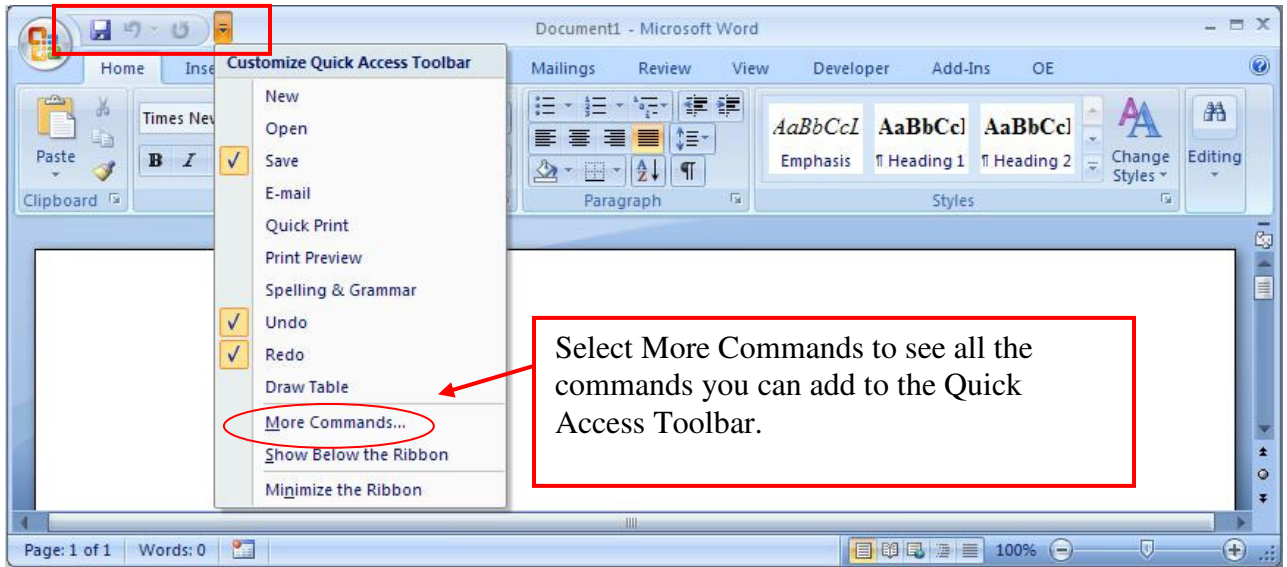 Document1 - Microsoft Word
Home Inse Mailings Review View Developer Add-Ins OE
Customize Quick Access Toolbar
New
Open
Save
E-mail
Quick Print
Print Preview
Spelling & Grammar
Undo
Redo
Draw Table
More Commands...
Show Below the Ribbon
Minimize the Ribbon
Paste
Clipboard
Times Nev
B I
Paragraph
AaBbCcI AaBbCcl AaBbCcl
Emphasis ¶ Heading 1 ¶ Heading 2
Change
Styles
Styles
Editing
Select More Commands to see all the
commands you can add to the Quick
Access Toolbar.
Page: 1 of 1 Words: 0 100%